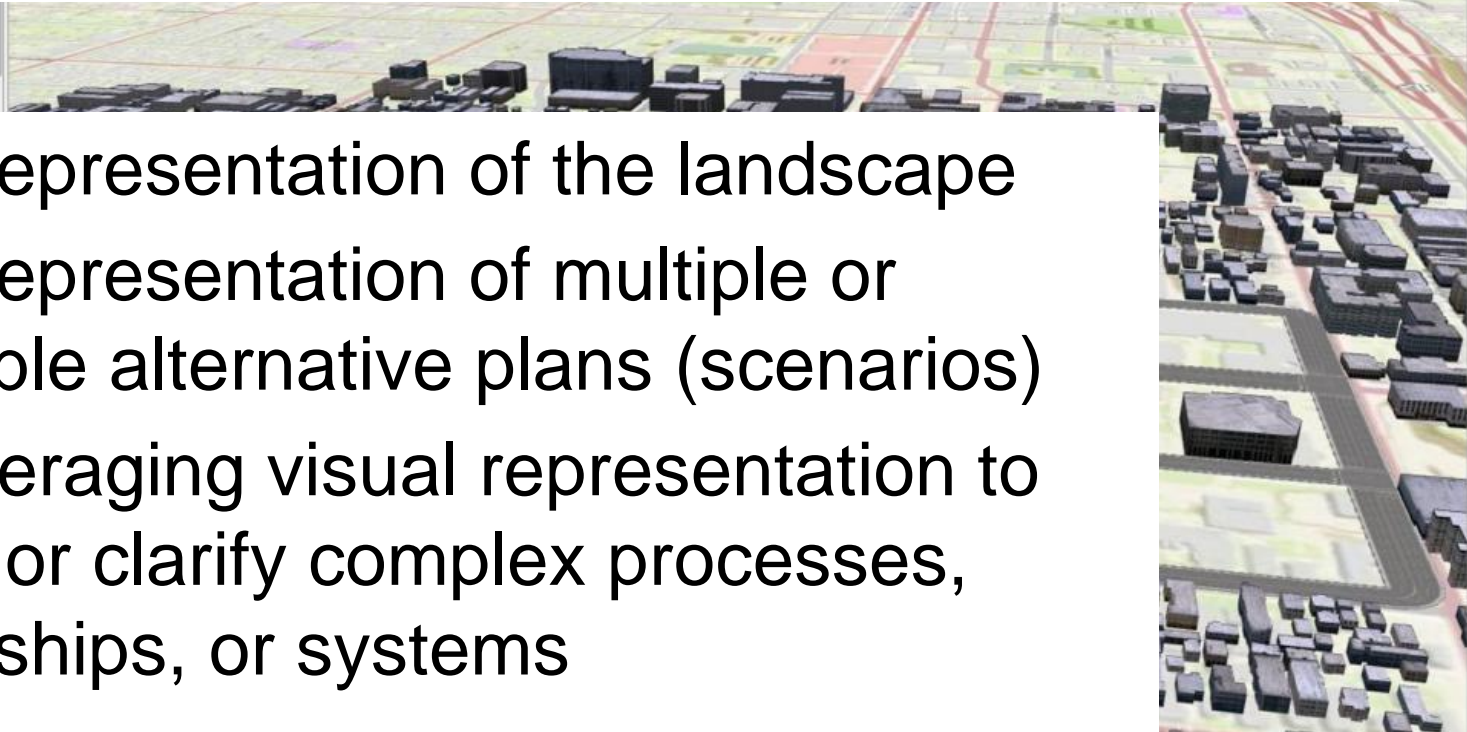 epresentation of the landscape
epresentation of multiple or
ple alternative plans (scenarios)
eraging visual representation to
or clarify complex processes,
ships, or systems